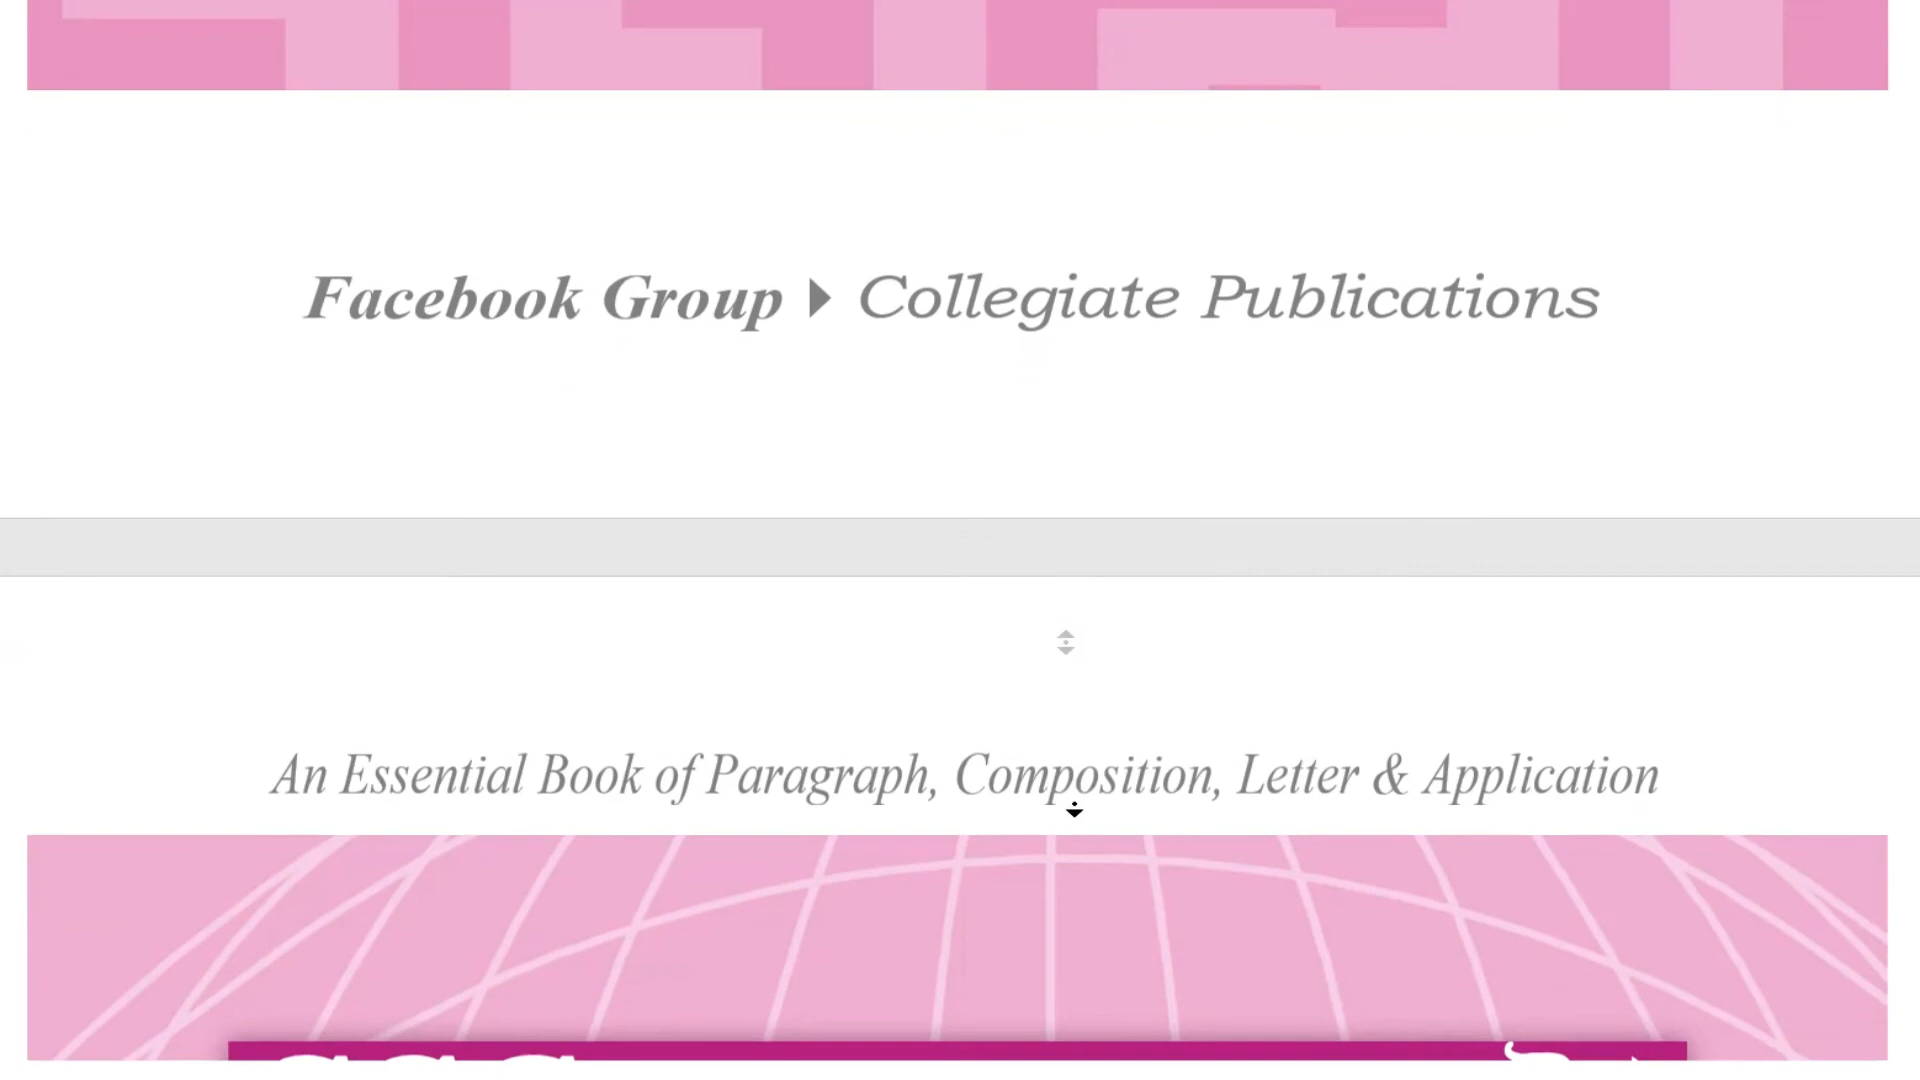 Facebook Group ▶ Collegiate Publications
An Essential Book of Paragraph, Composition, Letter & Application